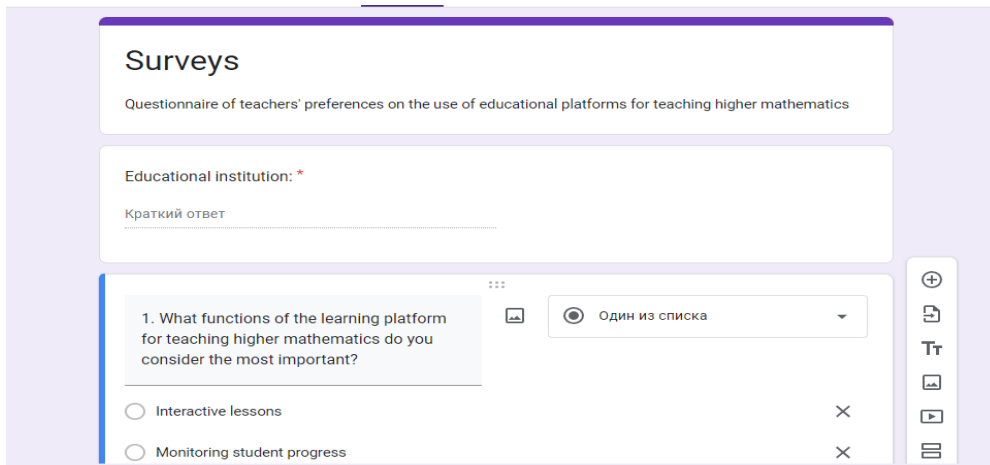 Surveys
Questionnaire of teachers' preferences on the use of educational platforms for teaching higher mathematics
Educational institution: *
Краткий ответ
1. What functions of the learning platform
for teaching higher mathematics do you
consider the most important?
Один из списка
Interactive lessons
Monitoring student progress
Tт